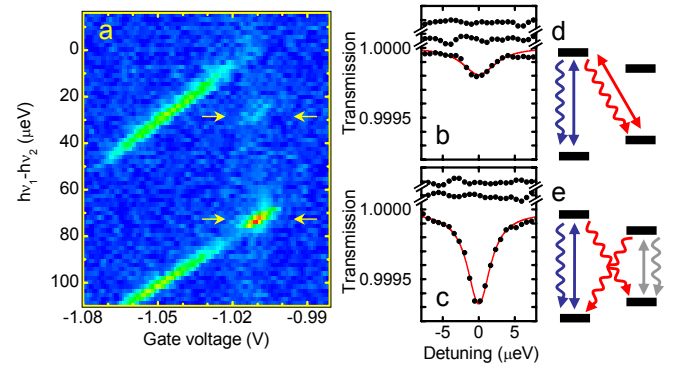 a
hν₁-hν₂ (μeV)
0
20
40
60
80
100
-1.08
-1.05
-1.02
-0.99
Gate voltage (V)
b
Transmission
1.0000
0.9995
c
Transmission
1.0000
0.9995
-5
0
5
Detuning (μeV)
d
e